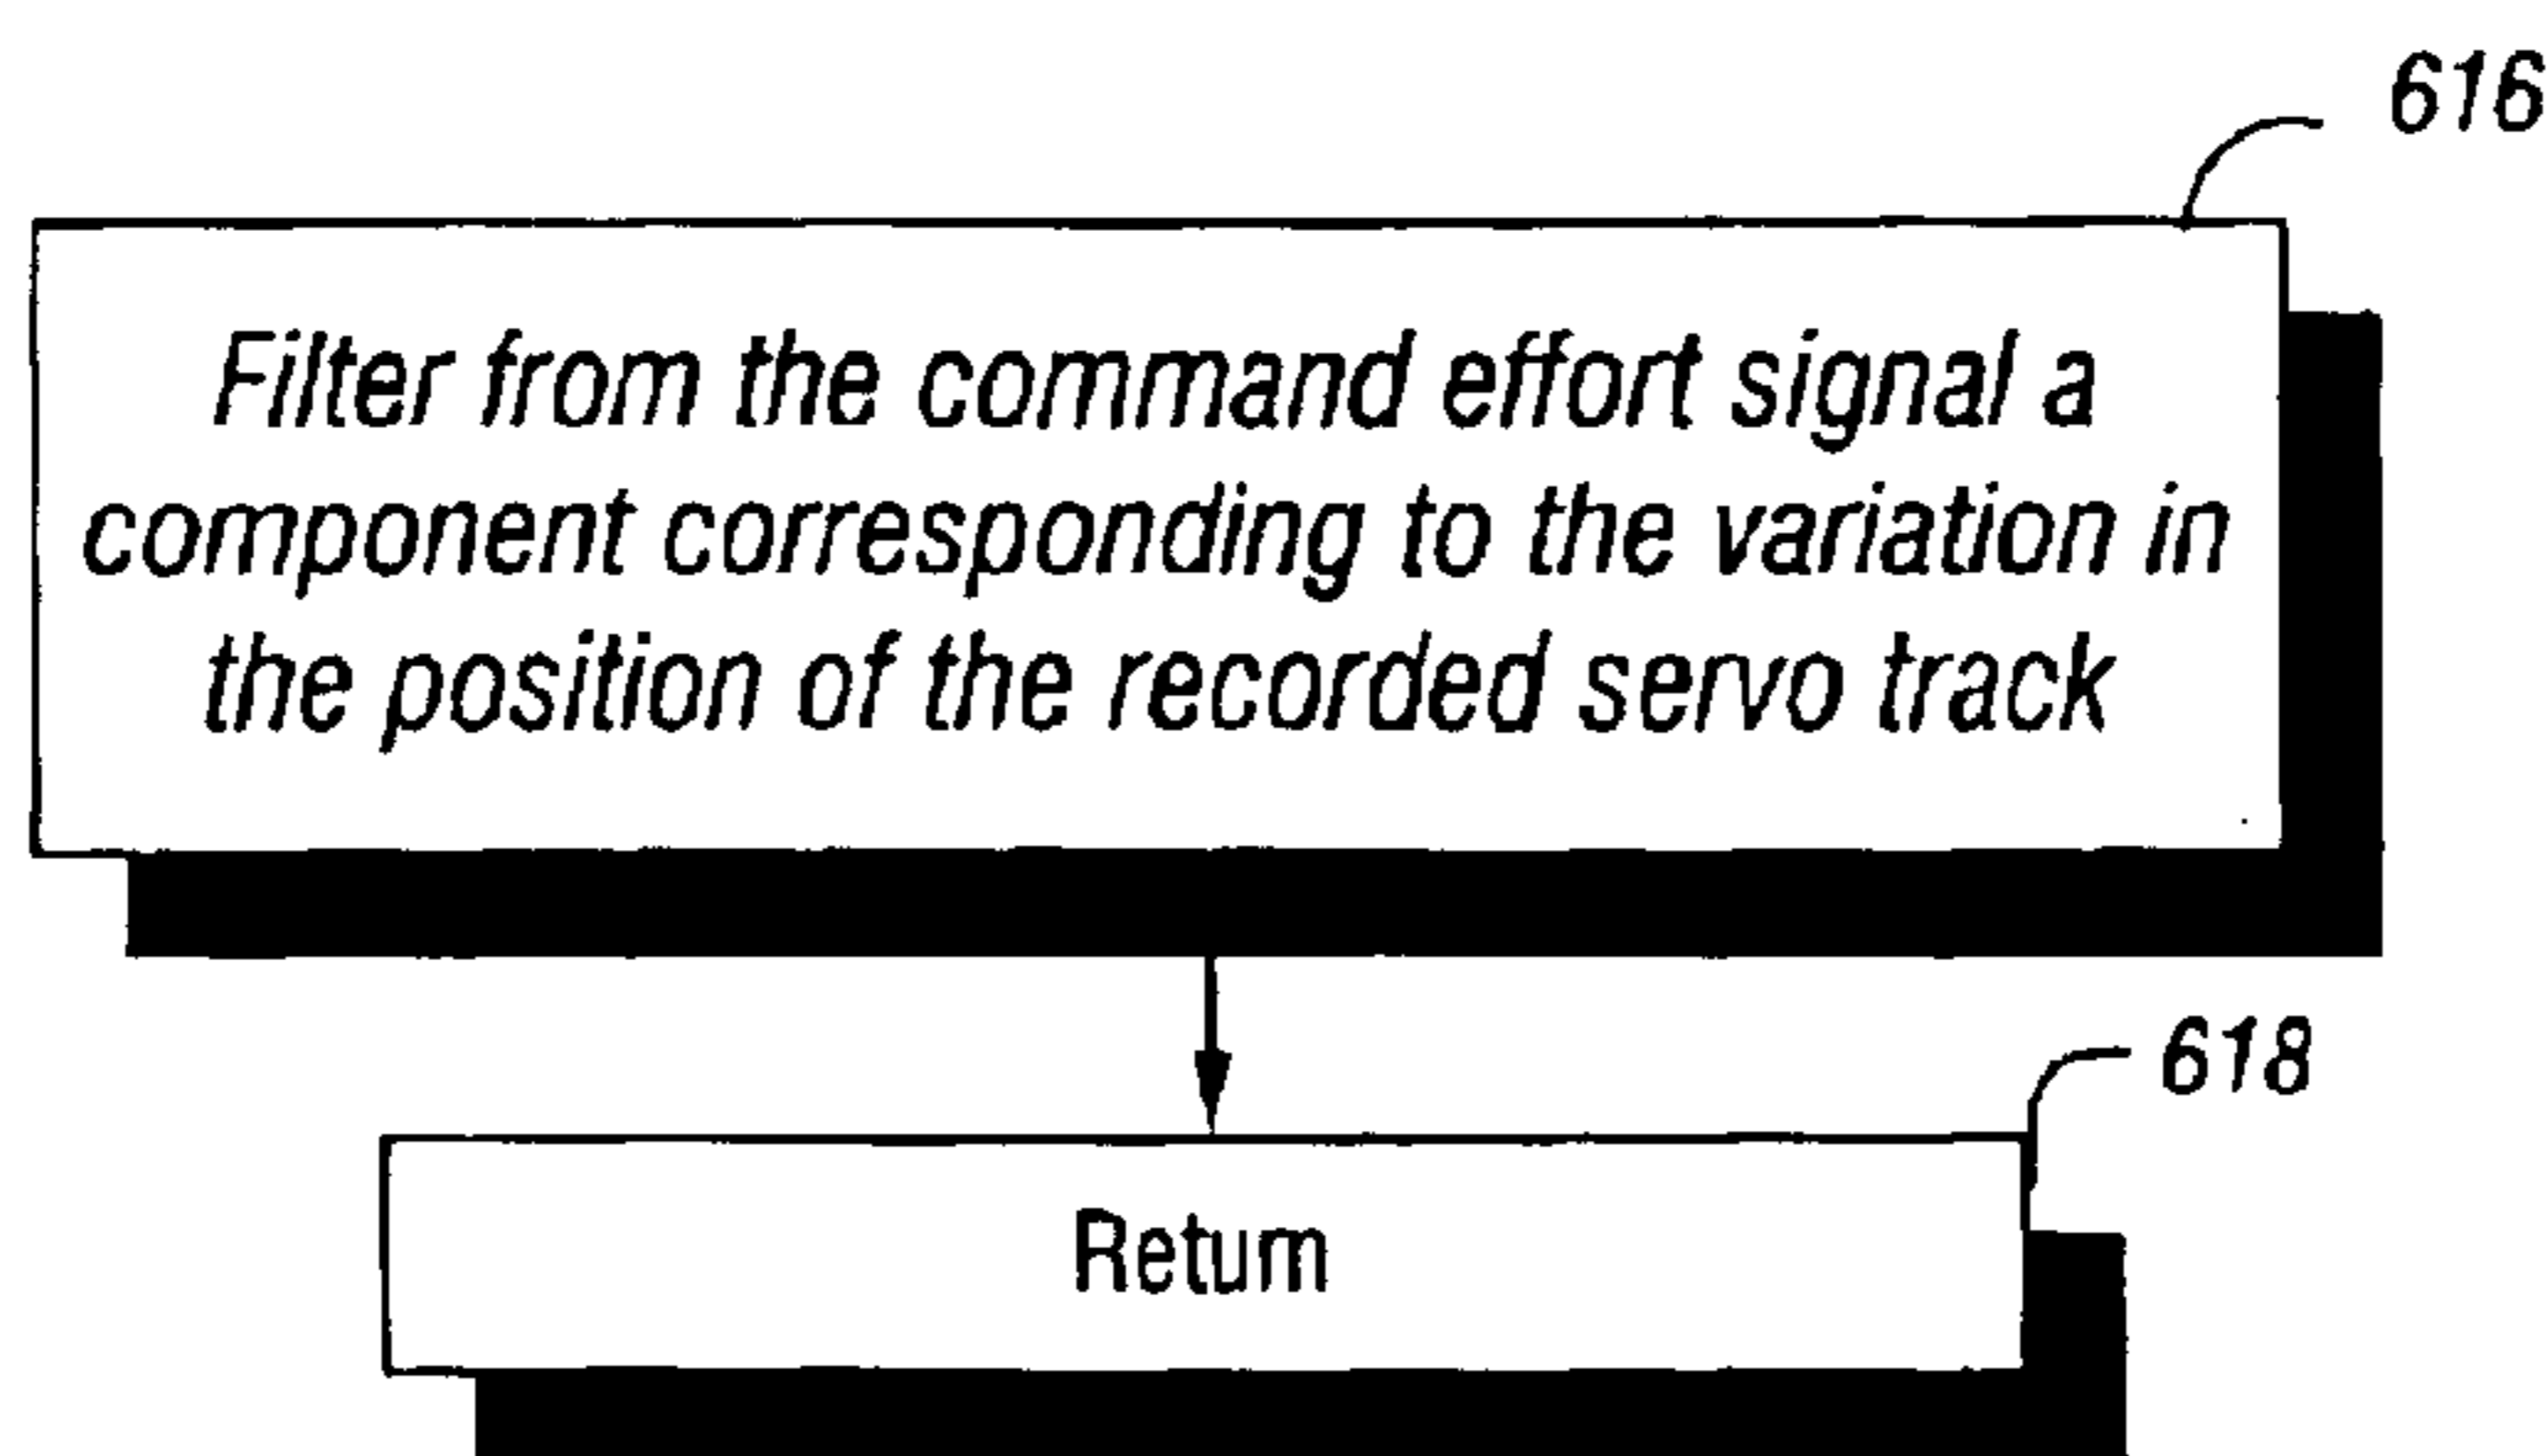 616
Filter from the command effort signal a
component corresponding to the variation in
the position of the recorded servo track
618
Return